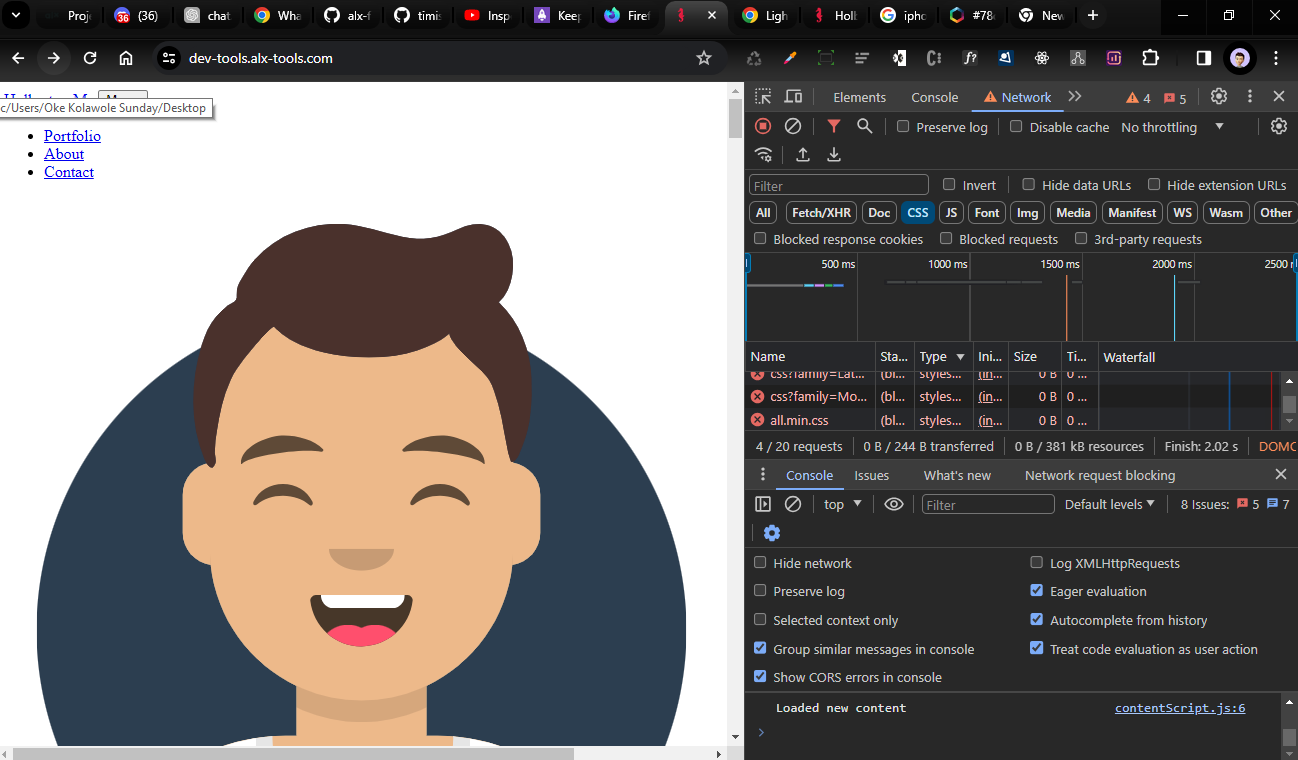 Proj
36
(36)
chat
Wha
alx-f
timi
Insp
Kee
Firef
Ligh
Holb
ipho
#78
New
dev-tools.alx-tools.com
c/Users/Oke Kolawole Sunday/Desktop
Portfolio
About
Contact
Elements
Console
Network
4
5
Preserve log
Disable cache
No throttling
Filter
Invert
Hide data URLs
Hide extension URLs
All
Fetch/XHR
Doc
CSS
JS
Font
Img
Media
Manifest
WS
Wasm
Other
Blocked response cookies
Blocked requests
3rd-party requests
500 ms
1000 ms
1500 ms
2000 ms
2500
Name
Sta...
Type
Ini...
Size
Ti...
Waterfall
css?family=Lat...
(bl...
styles...
(in...
0 B
0 ...
css?family=Mo...
(bl...
styles...
(in...
0 B
0 ...
all.min.css
(bl...
styles...
(in...
0 B
0 ...
4 / 20 requests
0 B / 244 B transferred
0 B / 381 kB resources
Finish: 2.02 s
DOMC
Console
Issues
What's new
Network request blocking
top
Filter
Default levels
8 Issues:
5
7
Hide network
Log XMLHttpRequests
Preserve log
Eager evaluation
Selected context only
Autocomplete from history
Group similar messages in console
Treat code evaluation as user action
Show CORS errors in console
Loaded new content
contentScript.js:6